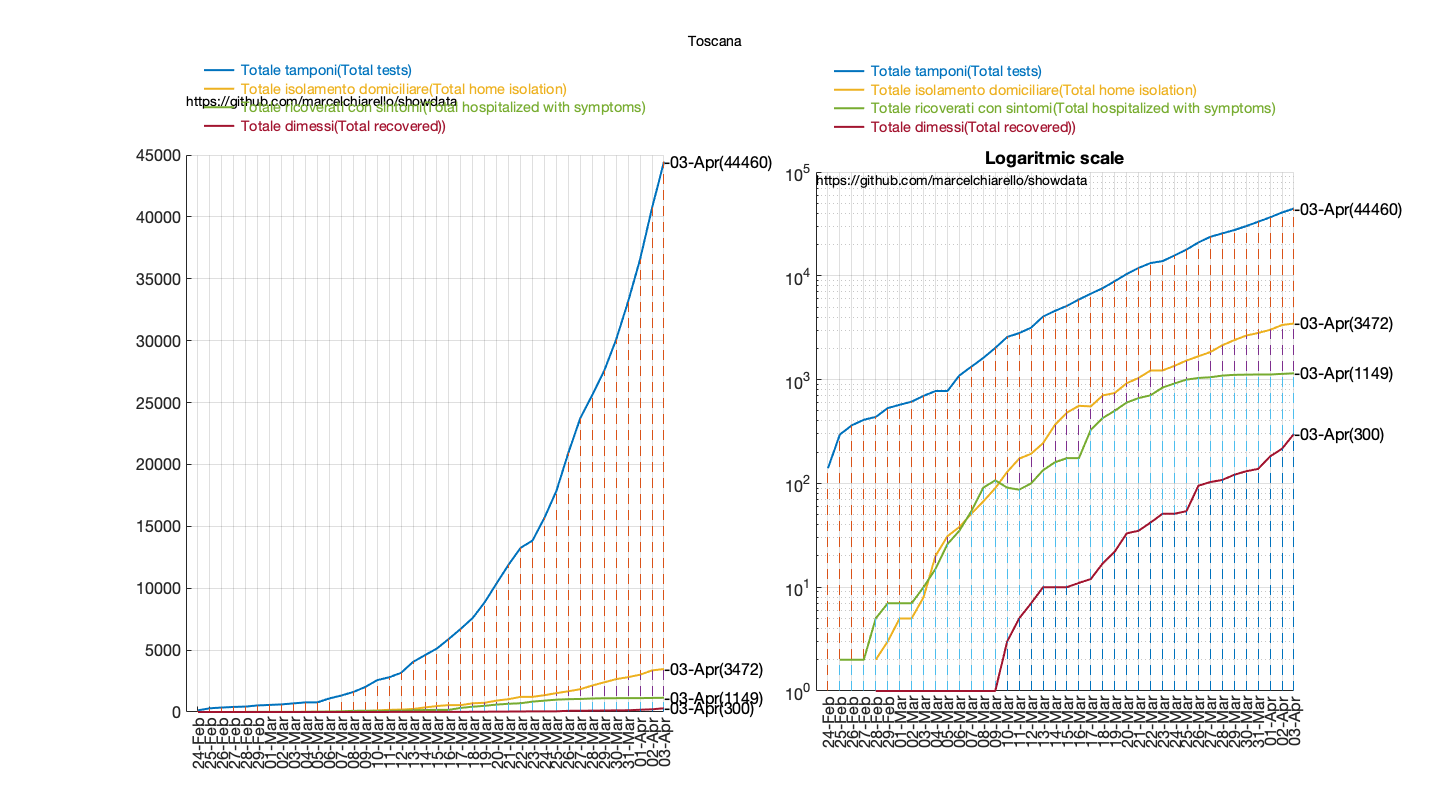 Toscana
Totale tamponi(Total tests)
Totale isolamento domiciliare(Total home isolation)
https://github.com/marcelchiarello/showdata
Totale ricoverati con sintomi(Total hospitalized with symptoms)
Totale dimessi(Total recovered))
45000
40000
35000
30000
25000
20000
15000
10000
5000
0
-03-Apr(44460)
-03-Apr(3472)
-03-Apr(1149)
-03-Apr(300)
24-Feb
25-Feb
26-Feb
27-Feb
28-Feb
29-Feb
01-Mar
02-Mar
03-Mar
04-Mar
05-Mar
06-Mar
07-Mar
08-Mar
09-Mar
10-Mar
11-Mar
12-Mar
13-Mar
14-Mar
15-Mar
16-Mar
17-Mar
18-Mar
19-Mar
20-Mar
21-Mar
22-Mar
23-Mar
24-Mar
25-Mar
26-Mar
27-Mar
28-Mar
29-Mar
30-Mar
31-Mar
01-Apr
02-Apr
03-Apr
Totale tamponi(Total tests)
Totale isolamento domiciliare(Total home isolation)
Totale ricoverati con sintomi(Total hospitalized with symptoms)
Totale dimessi(Total recovered))
Logaritmic scale
https://github.com/marcelchiarello/showdata
10^5
10^4
10^3
10^2
10^1
10^0
-03-Apr(44460)
-03-Apr(3472)
-03-Apr(1149)
-03-Apr(300)
24-Feb
25-Feb
26-Feb
27-Feb
28-Feb
29-Feb
01-Mar
02-Mar
03-Mar
04-Mar
05-Mar
06-Mar
07-Mar
08-Mar
09-Mar
10-Mar
11-Mar
12-Mar
13-Mar
14-Mar
15-Mar
16-Mar
17-Mar
18-Mar
19-Mar
20-Mar
21-Mar
22-Mar
23-Mar
24-Mar
25-Mar
26-Mar
27-Mar
28-Mar
29-Mar
30-Mar
31-Mar
01-Apr
02-Apr
03-Apr